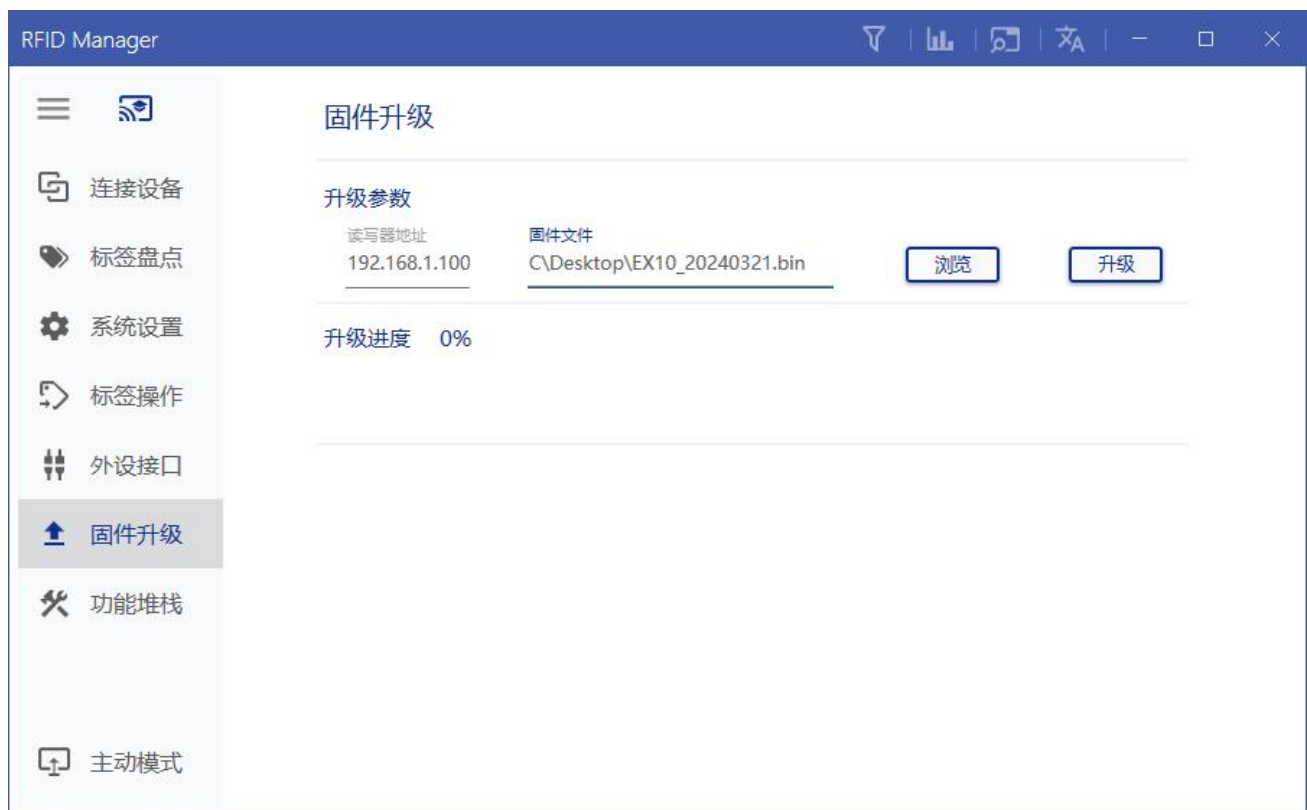 RFID Manager
固件升级
连接设备
升级参数
读写器地址
固件文件
192.168.1.100
C\Desktop\EX10_20240321.bin
浏览
升级
标签盘点
系统设置
升级进度 0%
标签操作
外设接口
固件升级
功能堆栈
主动模式